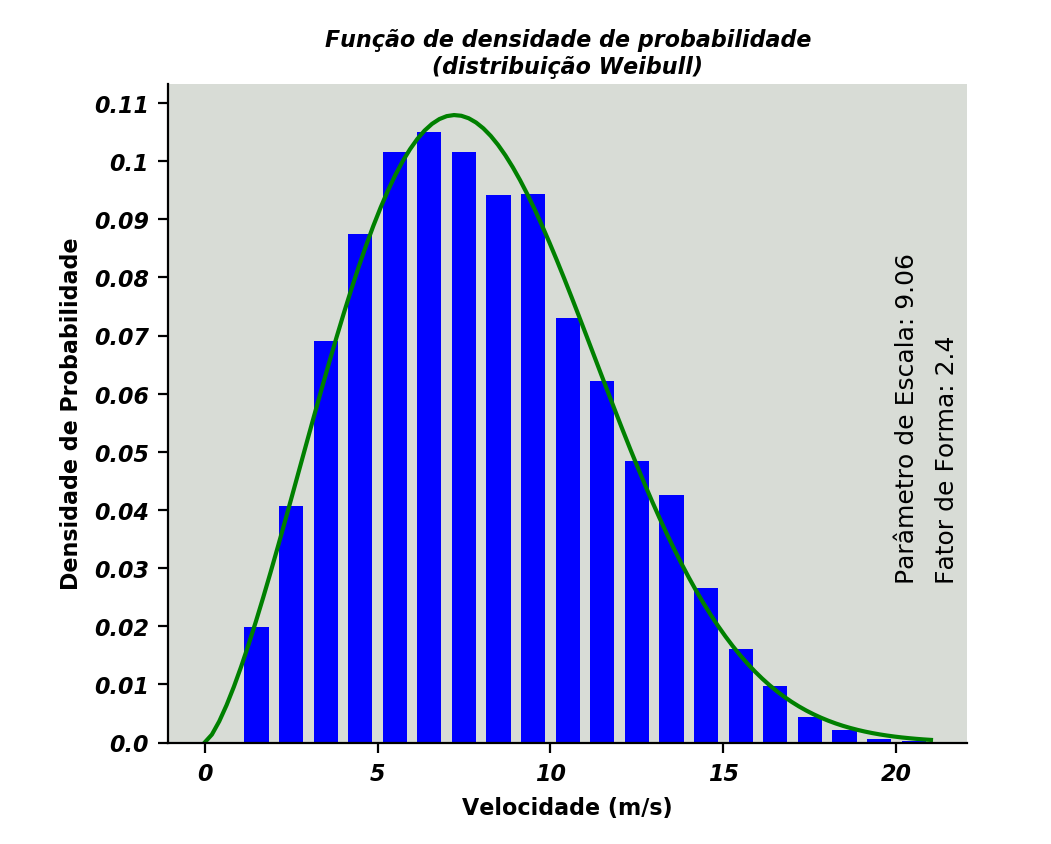 Função de densidade de probabilidade
(distribuição Weibull)
Densidade de Probabilidade
0.11
0.1
0.09
0.08
0.07
0.06
0.05
0.04
0.03
0.02
0.01
0.0
Parâmetro de Escala: 9.06
Fator de Forma: 2.4
0 5 10 15 20
Velocidade (m/s)